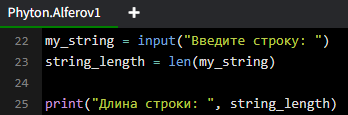 Phyton.Alferov1 +
22 my_string = input("Введите строку: ")
23 string_length = len(my_string)
24
25 print("Длина строки: ", string_length)